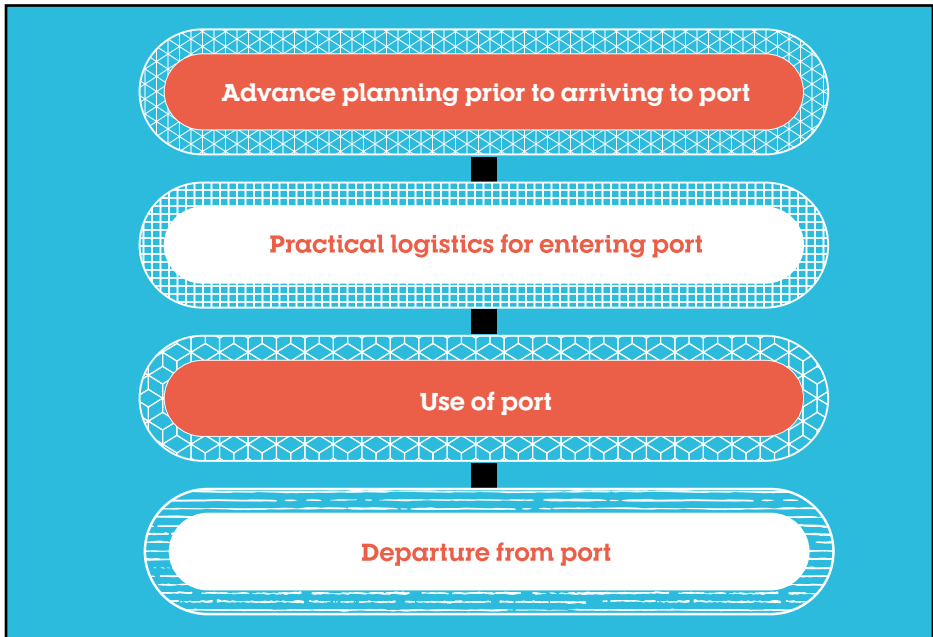 Advance planning prior to arriving to port
Practical logistics for entering port
Use of port
Departure from port